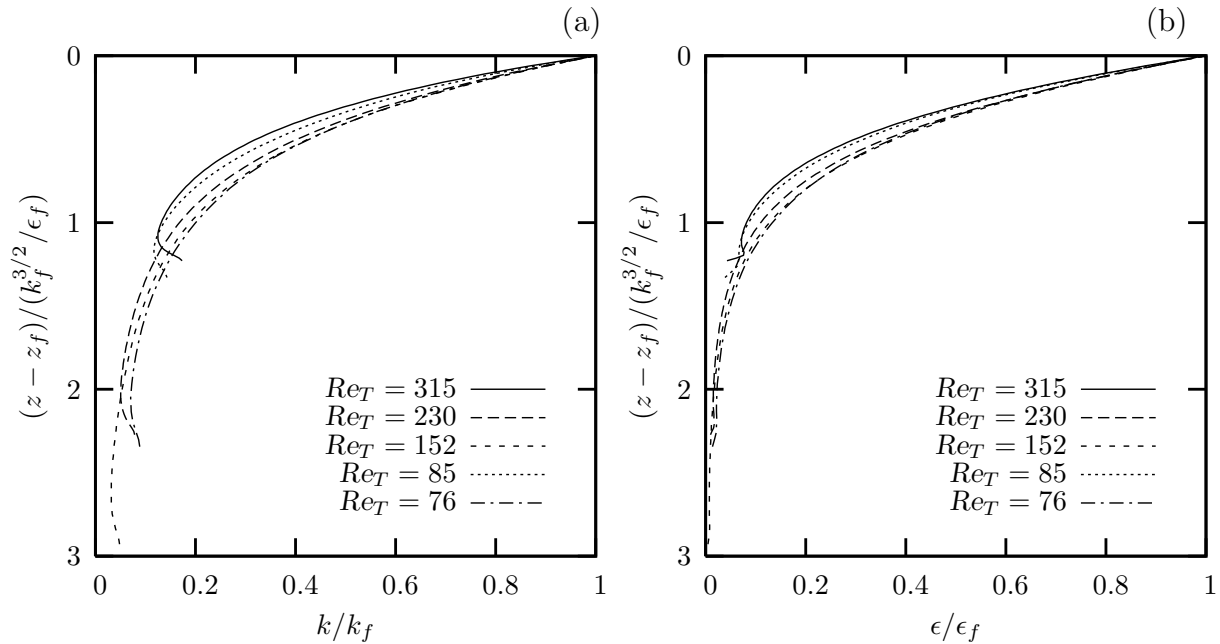 (a)
0
1
2
3
(z − z_f)/(k_f^{3/2}/ϵ_f)
Re_T = 315
Re_T = 230
Re_T = 152
Re_T = 85
Re_T = 76
0 0.2 0.4 0.6 0.8 1
k/k_f
(b)
0
1
2
3
(z − z_f)/(k_f^{3/2}/ϵ_f)
Re_T = 315
Re_T = 230
Re_T = 152
Re_T = 85
Re_T = 76
0 0.2 0.4 0.6 0.8 1
ϵ/ϵ_f